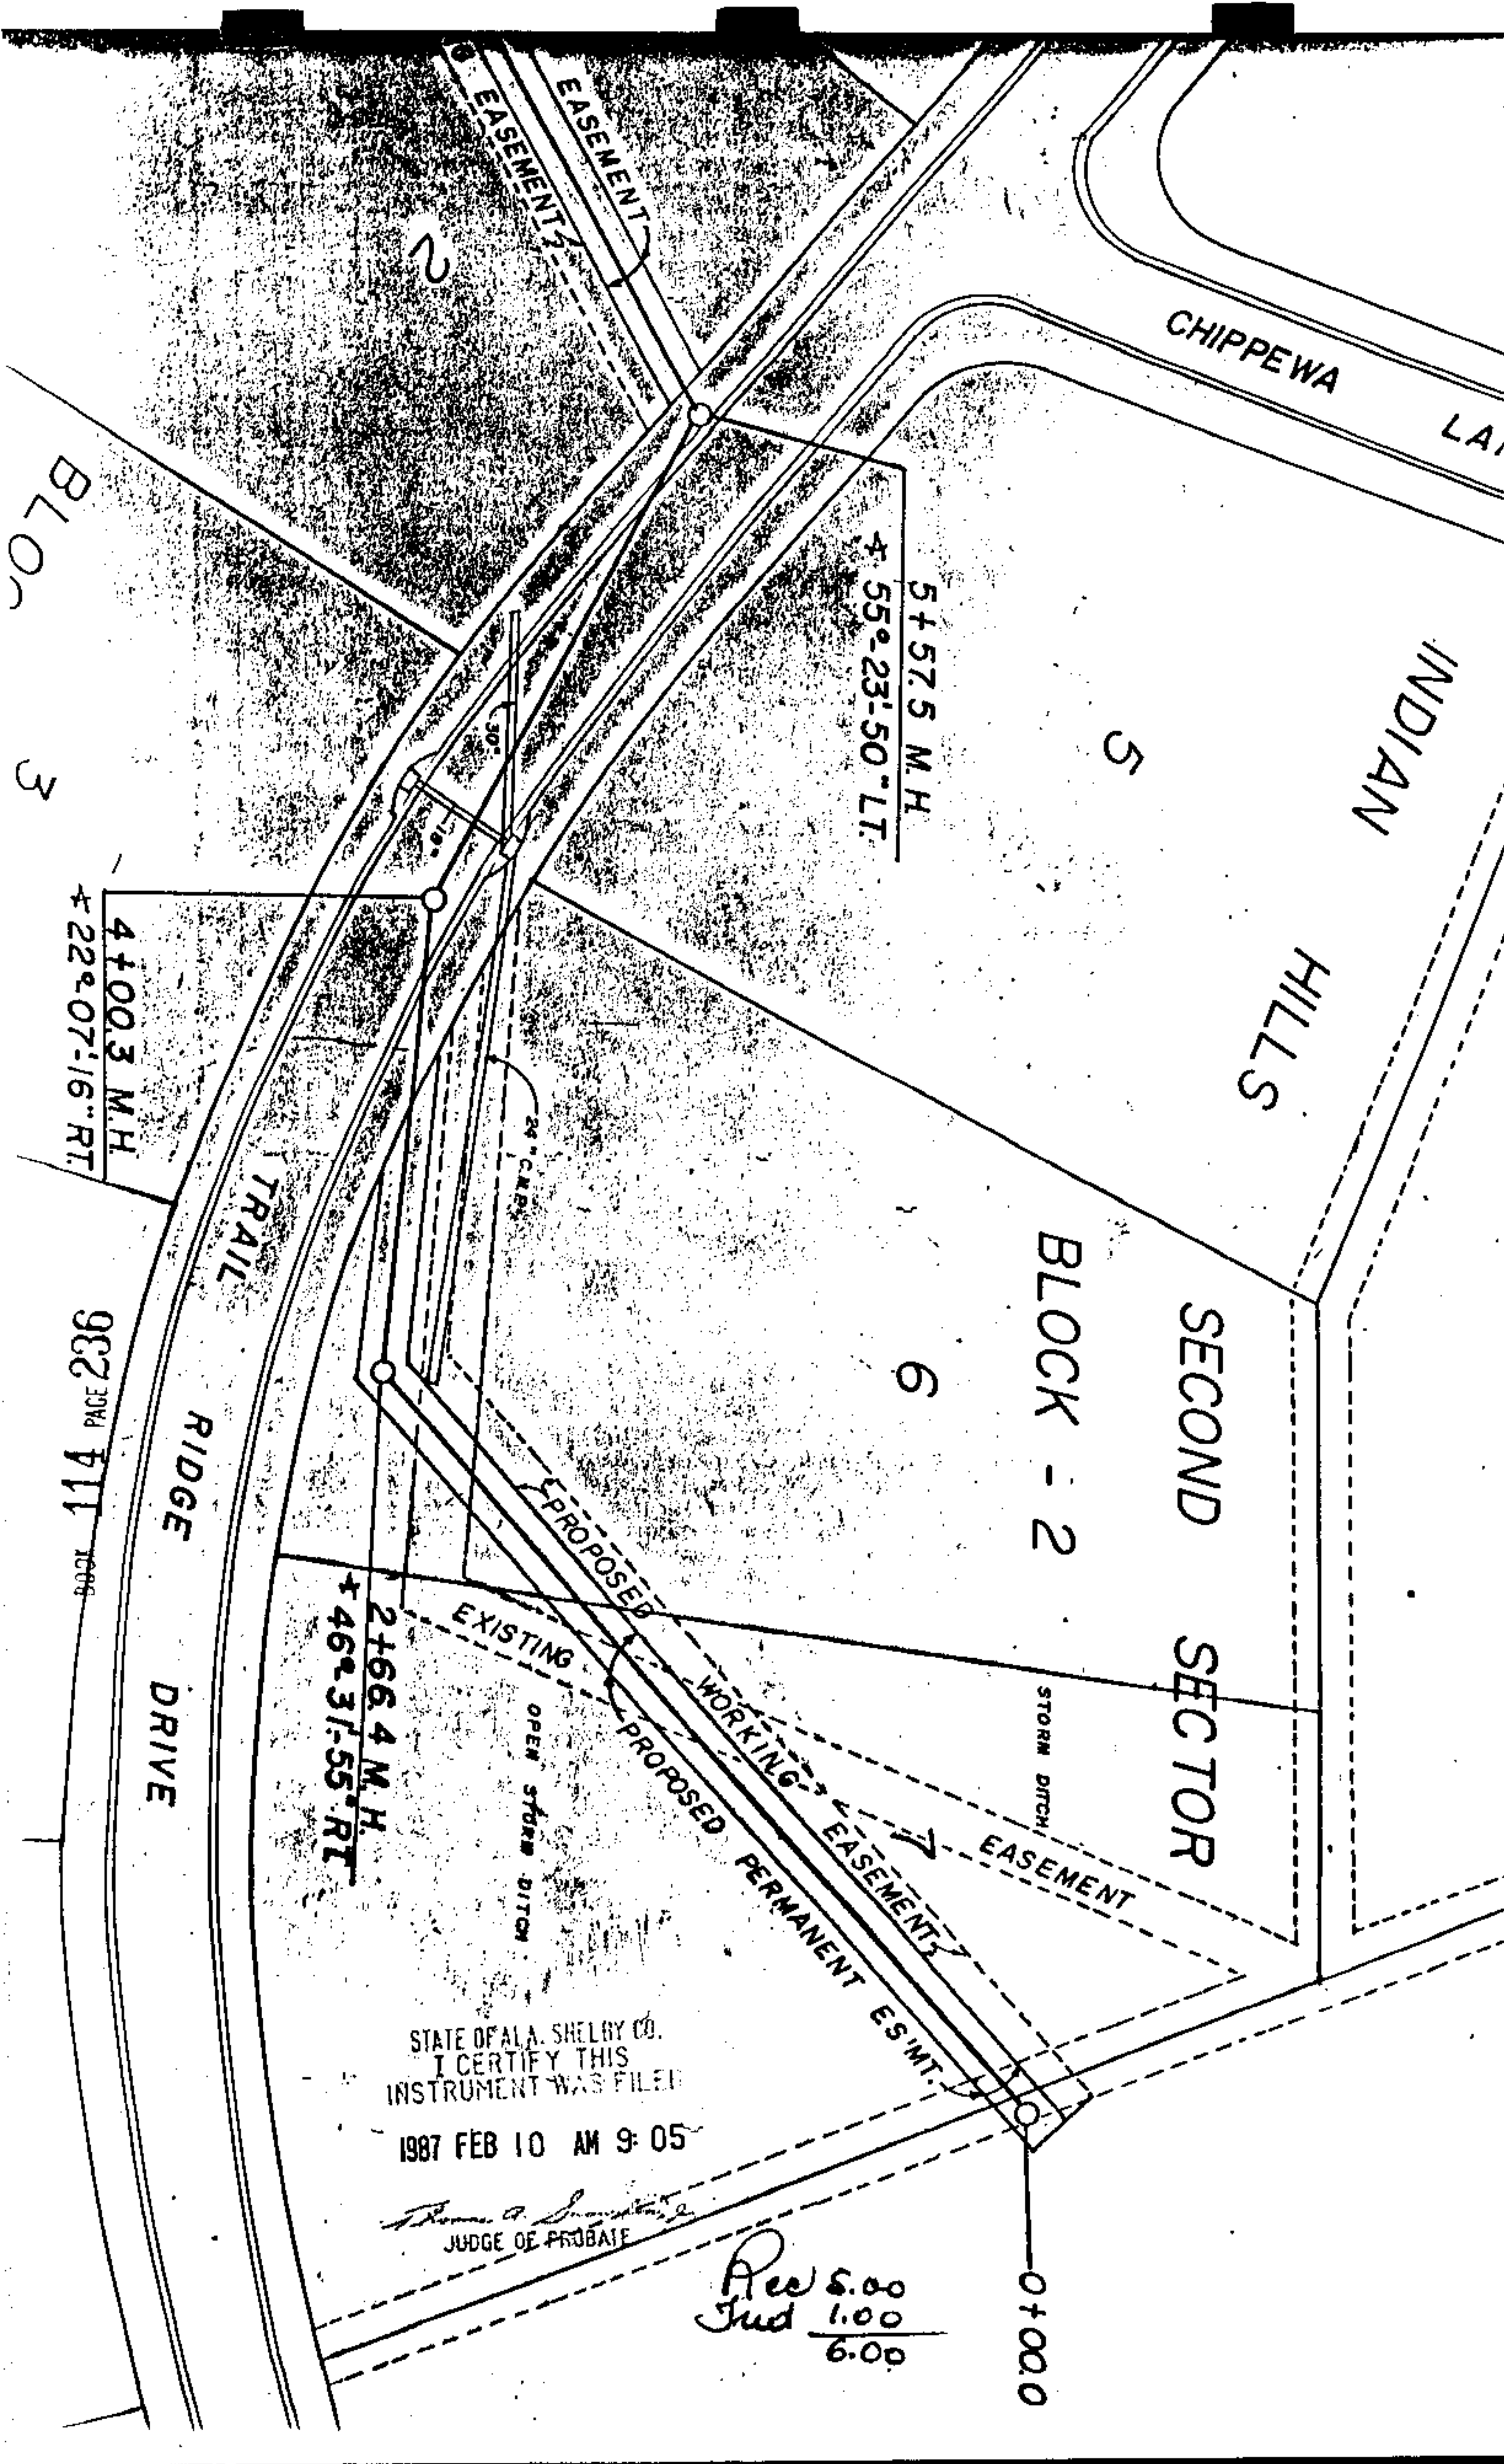 EASEMENT
EASEMENT
2
CHIPPEWA
INDIAN
HILLS
5
5+57.5 M.H.
∢ 55°-23'-50" LT.
30"
18"
3
4+00.3 M.H.
∢ 22°-07'-16" RT.
24" C.M.P.
SECOND SECTOR
BLOCK - 2
6
TRAIL RIDGE DRIVE
BOOK 114 PAGE 236
2+66.4 M.H.
∢ 46°-31'-55" RT
PROPOSED WORKING EASEMENT
EXISTING
EASEMENT
PROPOSED PERMANENT ES'MT.
OPEN STORM DITCH
STORM DITCH
7
STATE OF ALA. SHELBY CO.
I CERTIFY THIS
INSTRUMENT WAS FILED
1987 FEB 10 AM 9:05
JUDGE OF PROBATE
Rec 5.00
Jud 1.00
6.00
0+00.0